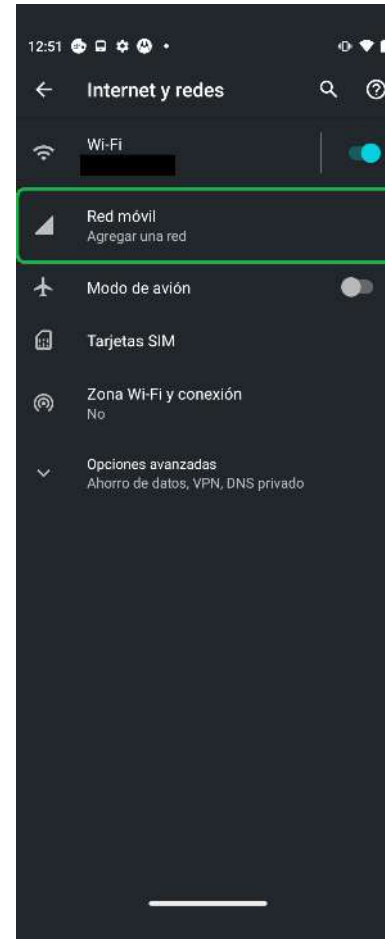 12:51
Internet y redes
Wi-Fi
Red móvil
Agregar una red
Modo de avión
Tarjetas SIM
Zona Wi-Fi y conexión
No
Opciones avanzadas
Ahorro de datos, VPN, DNS privado